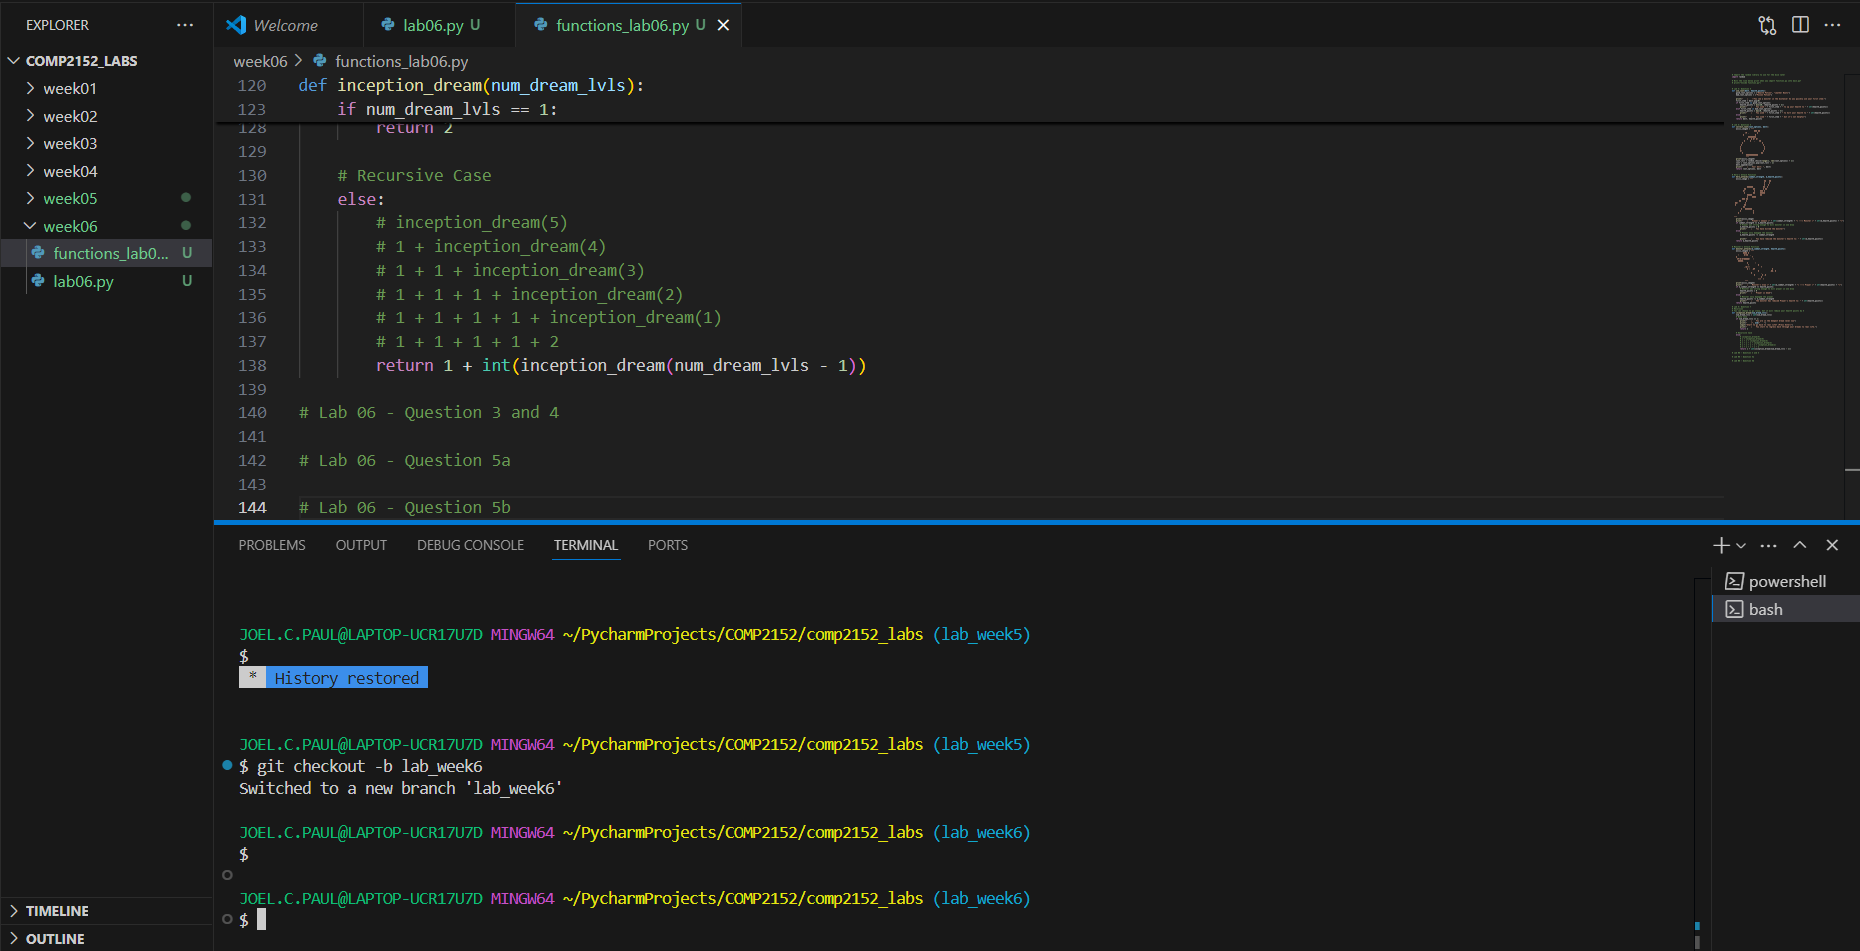 EXPLORER
COMP2152_LABS
week01
week02
week03
week04
week05
week06
functions_lab0... U
lab06.py U
TIMELINE
OUTLINE
Welcome
lab06.py U
functions_lab06.py U
week06 > functions_lab06.py
120 def inception_dream(num_dream_lvls):
123 if num_dream_lvls == 1:
128 return 2
129
130 # Recursive Case
131 else:
132 # inception_dream(5)
133 # 1 + inception_dream(4)
134 # 1 + 1 + inception_dream(3)
135 # 1 + 1 + 1 + inception_dream(2)
136 # 1 + 1 + 1 + 1 + inception_dream(1)
137 # 1 + 1 + 1 + 1 + 2
138 return 1 + int(inception_dream(num_dream_lvls - 1))
139
140 # Lab 06 - Question 3 and 4
141
142 # Lab 06 - Question 5a
143
144 # Lab 06 - Question 5b
PROBLEMS OUTPUT DEBUG CONSOLE TERMINAL PORTS
powershell
bash
JOEL.C.PAUL@LAPTOP-UCR17U7D MINGW64 ~/PycharmProjects/COMP2152/comp2152_labs (lab_week5)
$
* History restored
JOEL.C.PAUL@LAPTOP-UCR17U7D MINGW64 ~/PycharmProjects/COMP2152/comp2152_labs (lab_week5)
$ git checkout -b lab_week6
Switched to a new branch 'lab_week6'
JOEL.C.PAUL@LAPTOP-UCR17U7D MINGW64 ~/PycharmProjects/COMP2152/comp2152_labs (lab_week6)
$
JOEL.C.PAUL@LAPTOP-UCR17U7D MINGW64 ~/PycharmProjects/COMP2152/comp2152_labs (lab_week6)
$